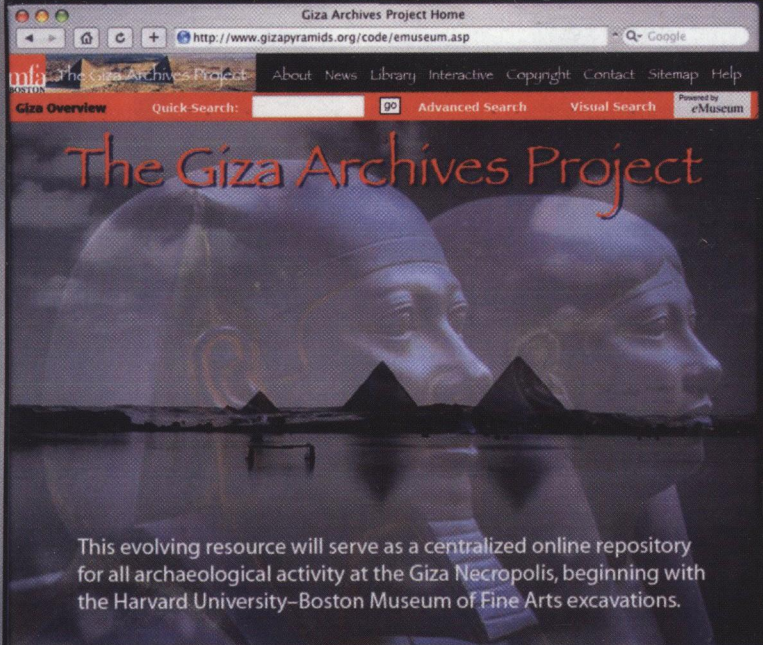 Giza Archives Project Home
http://www.gizapyramids.org/code/emuseum.asp
Google
mfa The Giza Archives Project About News Library Interactive Copyright Contact Sitemap Help
BOSTON
Giza Overview Quick Search: go Advanced Search Visual Search Powered by
eMuseum
The Giza Archives Project
This evolving resource will serve as a centralized online repository
for all archaeological activity at the Giza Necropolis, beginning with
the Harvard University–Boston Museum of Fine Arts excavations.